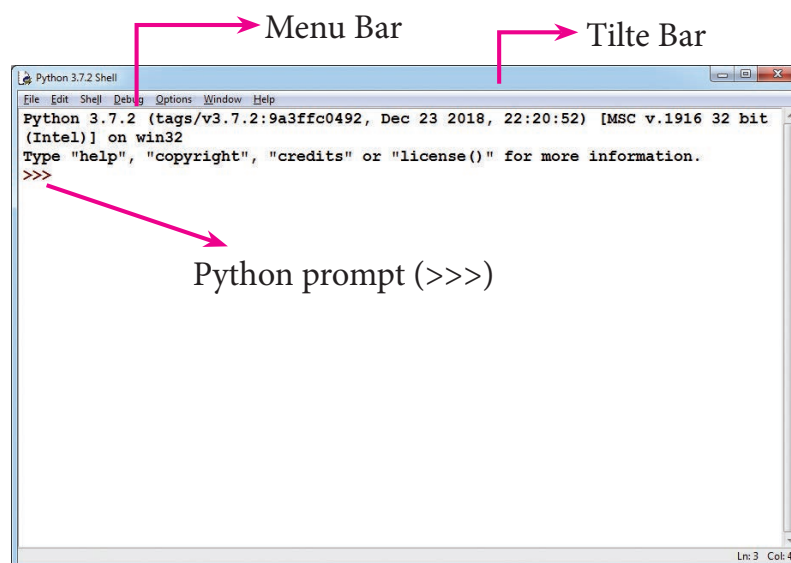 Menu Bar
Tilte Bar
Python 3.7.2 Shell
File Edit Shell Debug Options Window Help
Python 3.7.2 (tags/v3.7.2:9a3ffc0492, Dec 23 2018, 22:20:52) [MSC v.1916 32 bit
(Intel)] on win32
Type "help", "copyright", "credits" or "license()" for more information.
>>>
Python prompt (>>>)
Ln: 3 Col: 4